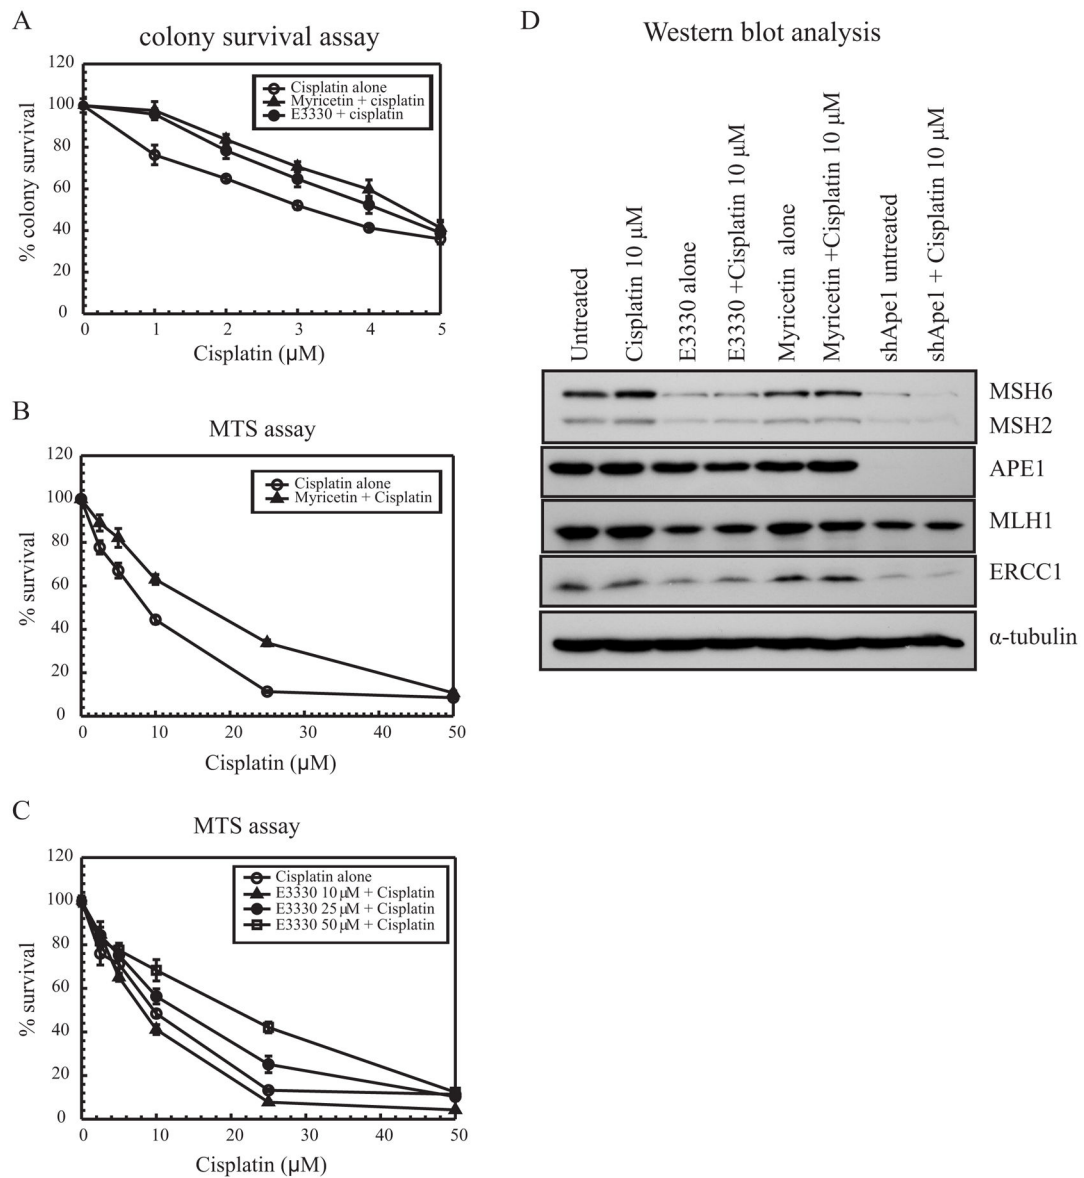 A
colony survival assay
120
100
80
60
40
20
0
% colony survival
Cisplatin alone
Myricetin + cisplatin
E3330 + cisplatin
0 1 2 3 4 5
Cisplatin (μM)
B
MTS assay
120
100
80
60
40
20
0
% survival
Cisplatin alone
Myricetin + Cisplatin
0 10 20 30 40 50
Cisplatin (μM)
C
MTS assay
120
100
80
60
40
20
0
% survival
Cisplatin alone
E3330 10 μM + Cisplatin
E3330 25 μM + Cisplatin
E3330 50 μM + Cisplatin
0 10 20 30 40 50
Cisplatin (μM)
D
Western blot analysis
Untreated
Cisplatin 10 μM
E3330 alone
E3330 +Cisplatin 10 μM
Myricetin alone
Myricetin +Cisplatin 10 μM
shApe1 untreated
shApe1 + Cisplatin 10 μM
MSH6
MSH2
APE1
MLH1
ERCC1
α-tubulin